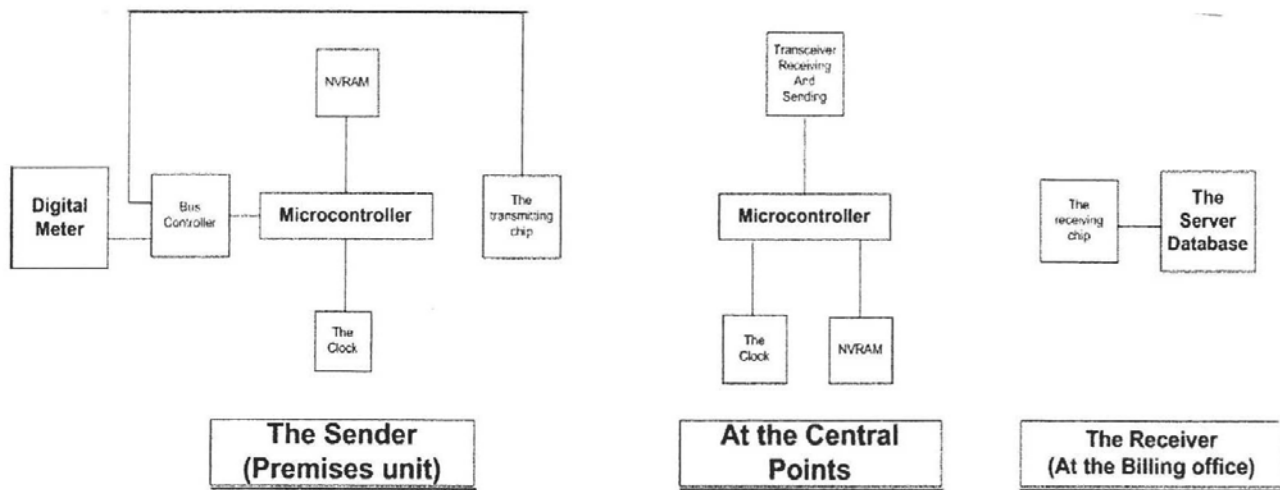 NVRAM
Digital
Meter
Bus
Controller
Microcontroller
The
transmitting
chip
The
Clock
The Sender
(Premises unit)
Transceiver
Receiving
And
Sending
Microcontroller
The
Clock
NVRAM
At the Central
Points
The
receiving
chip
The
Server
Database
The Receiver
(At the Billing office)